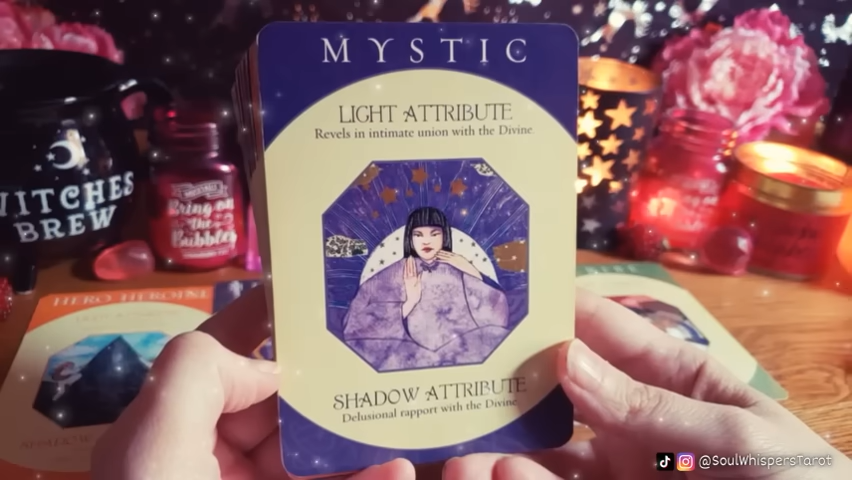 MYSTIC
LIGHT ATTRIBUTE
Revels in intimate union with the Divine
SHADOW ATTRIBUTE
Delusional rapport with the Divine
WITCHES
BREW
Bring on
the
Bubbles
HERO-HEROINE
@SoulWhispersTarot